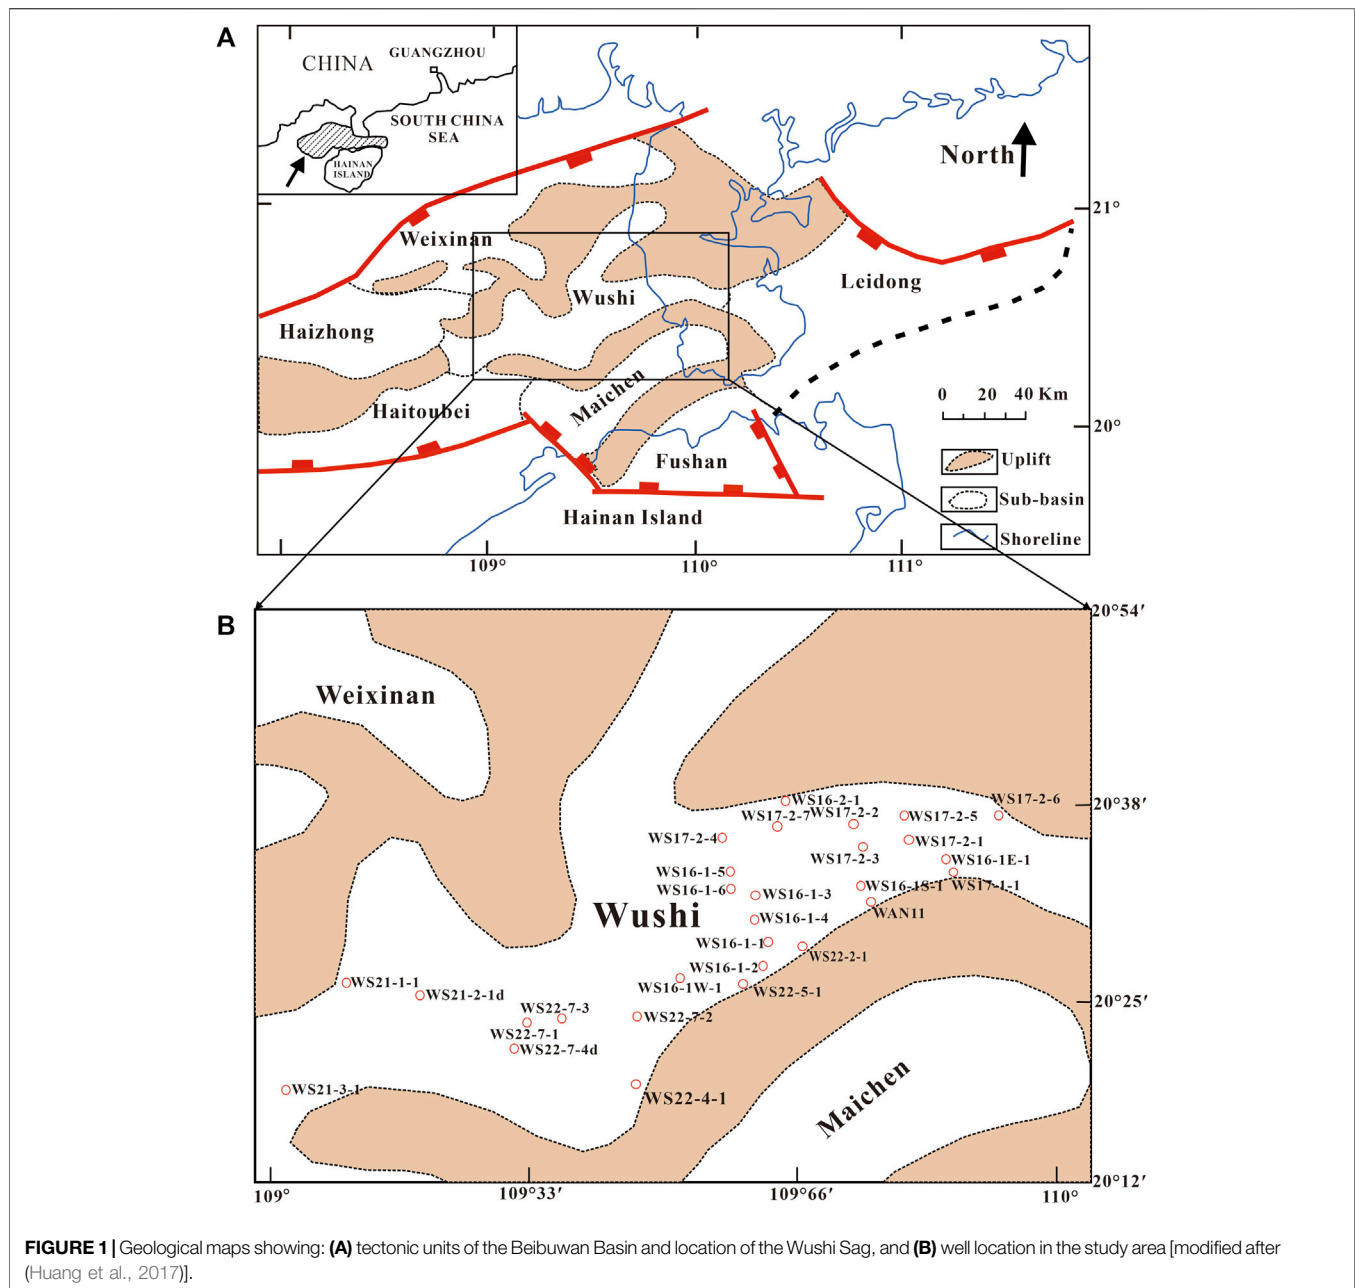 A
CHINA
GUANGZHOU
SOUTH CHINA
SEA
HAINAN
ISLAND
North
21°
Weixinan
Leidong
Wushi
Haizhong
Maichen
0 20 40 Km
Haitoubei
20°
Fushan
Uplift
Sub-basin
Hainan Island
Shoreline
109°
110°
111°
B
20°54′
Weixinan
WS16-2-1
WS17-2-6
20°38′
WS17-2-7
WS17-2-2
WS17-2-5
WS17-2-4
WS17-2-1
WS17-2-3
WS16-1E-1
WS16-1-5
WS16-1-6
WS16-1-3
WS16-1S-1
WS17-1-1
Wushi
WS16-1-4
WAN11
WS16-1-1
WS22-2-1
WS16-1-2
WS21-1-1
WS16-1W-1
WS22-5-1
WS21-2-1d
20°25′
WS22-7-3
WS22-7-2
WS22-7-1
WS22-7-4d
WS21-3-1
WS22-4-1
Maichen
20°12′
109°
109°33′
109°66′
110°
FIGURE 1 | Geological maps showing: (A) tectonic units of the Beibuwan Basin and location of the Wushi Sag, and (B) well location in the study area [modified after
(Huang et al., 2017)].